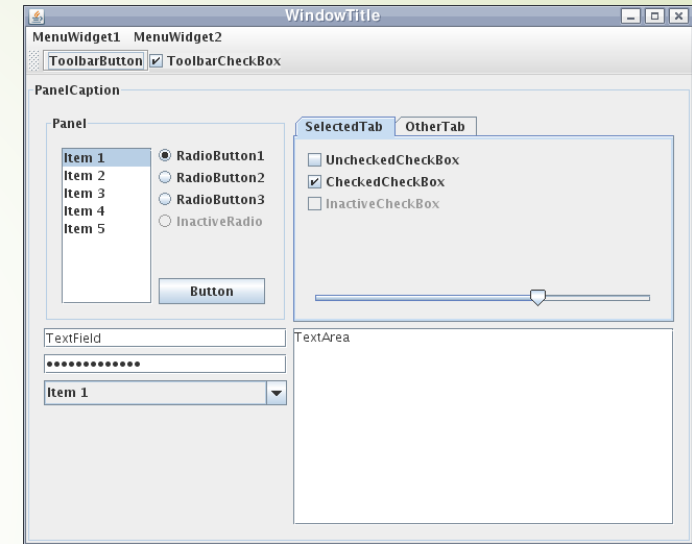 WindowTitle
MenuWidget1 MenuWidget2
ToolbarButton ToolbarCheckBox
PanelCaption
Panel
Item 1
Item 2
Item 3
Item 4
Item 5
RadioButton1
RadioButton2
RadioButton3
InactiveRadio
Button
SelectedTab OtherTab
UncheckedCheckBox
CheckedCheckBox
InactiveCheckBox
TextField
•••••••••••••
Item 1
TextArea